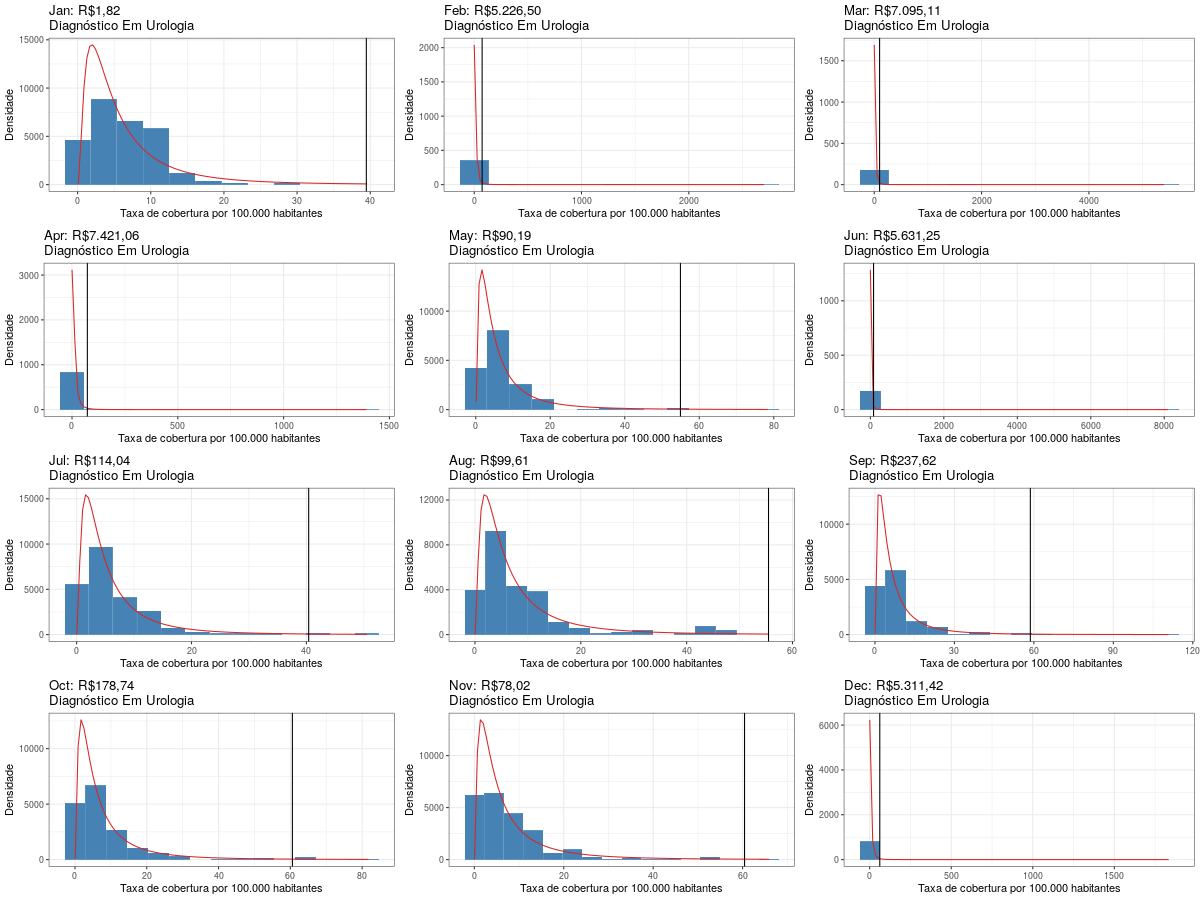 Jan: R$1,82
Diagnóstico Em Urologia
15000
10000
5000
0
Densidade
0 10 20 30 40
Taxa de cobertura por 100.000 habitantes
Feb: R$5.226,50
Diagnóstico Em Urologia
2000
1500
1000
500
0
Densidade
0 1000 2000
Taxa de cobertura por 100.000 habitantes
Mar: R$7.095,11
Diagnóstico Em Urologia
1500
1000
500
0
Densidade
0 2000 4000
Taxa de cobertura por 100.000 habitantes
Apr: R$7.421,06
Diagnóstico Em Urologia
3000
2000
1000
0
Densidade
0 500 1000 1500
Taxa de cobertura por 100.000 habitantes
May: R$90,19
Diagnóstico Em Urologia
10000
5000
0
Densidade
0 20 40 60 80
Taxa de cobertura por 100.000 habitantes
Jun: R$5.631,25
Diagnóstico Em Urologia
1000
500
0
Densidade
0 2000 4000 6000 8000
Taxa de cobertura por 100.000 habitantes
Jul: R$114,04
Diagnóstico Em Urologia
15000
10000
5000
0
Densidade
0 20 40
Taxa de cobertura por 100.000 habitantes
Aug: R$99,61
Diagnóstico Em Urologia
12000
8000
4000
0
Densidade
0 20 40 60
Taxa de cobertura por 100.000 habitantes
Sep: R$237,62
Diagnóstico Em Urologia
10000
5000
0
Densidade
0 30 60 90 120
Taxa de cobertura por 100.000 habitantes
Oct: R$178,74
Diagnóstico Em Urologia
10000
5000
0
Densidade
0 20 40 60 80
Taxa de cobertura por 100.000 habitantes
Nov: R$78,02
Diagnóstico Em Urologia
10000
5000
0
Densidade
0 20 40 60
Taxa de cobertura por 100.000 habitantes
Dec: R$5.311,42
Diagnóstico Em Urologia
6000
4000
2000
0
Densidade
0 500 1000 1500
Taxa de cobertura por 100.000 habitantes